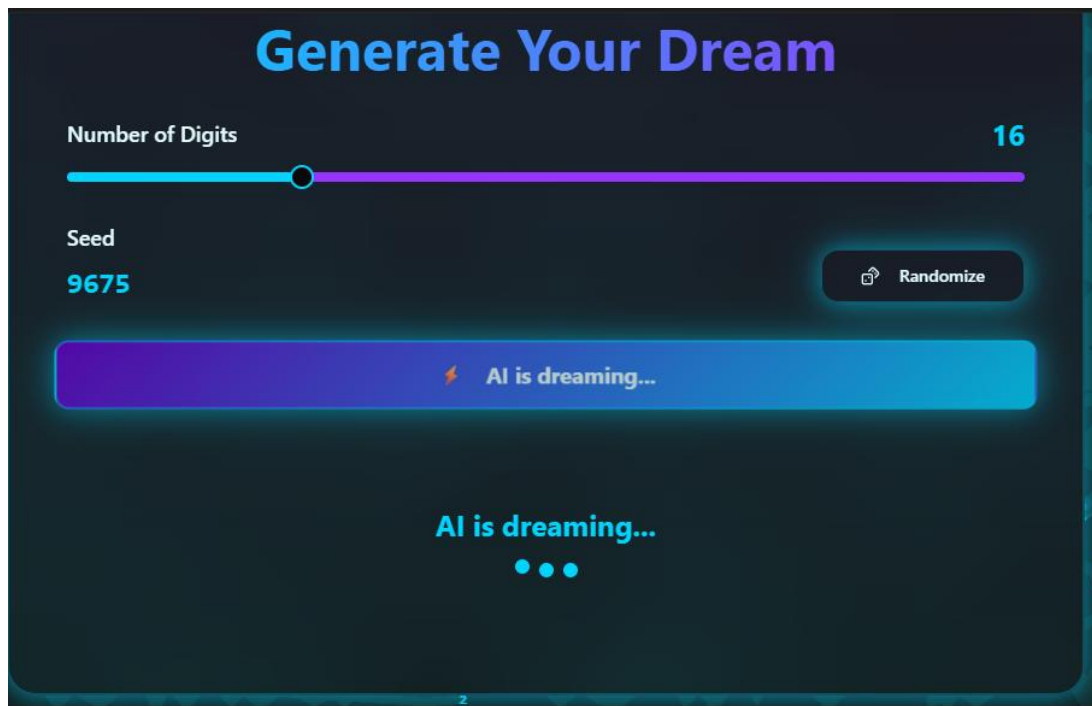 Generate Your Dream
Number of Digits
16
Seed
9675
Randomize
AI is dreaming...
AI is dreaming...
2